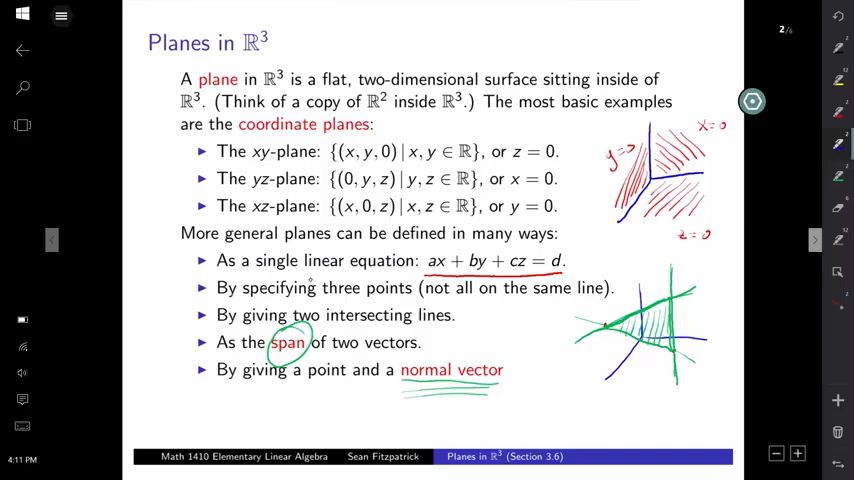 2/6
Planes in ℝ³
A plane in ℝ³ is a flat, two-dimensional surface sitting inside of
ℝ³. (Think of a copy of ℝ² inside ℝ³.) The most basic examples
are the coordinate planes:
▶ The xy-plane: {(x, y, 0) | x, y ∈ ℝ}, or z = 0.
▶ The yz-plane: {(0, y, z) | y, z ∈ ℝ}, or x = 0.
▶ The xz-plane: {(x, 0, z) | x, z ∈ ℝ}, or y = 0.
x=0
y=0
z=0
More general planes can be defined in many ways:
▶ As a single linear equation: ax + by + cz = d.
▶ By specifying three points (not all on the same line).
▶ By giving two intersecting lines.
▶ As the span of two vectors.
▶ By giving a point and a normal vector
4:11 PM
Math 1410 Elementary Linear Algebra Sean Fitzpatrick Planes in ℝ³ (Section 3.6)